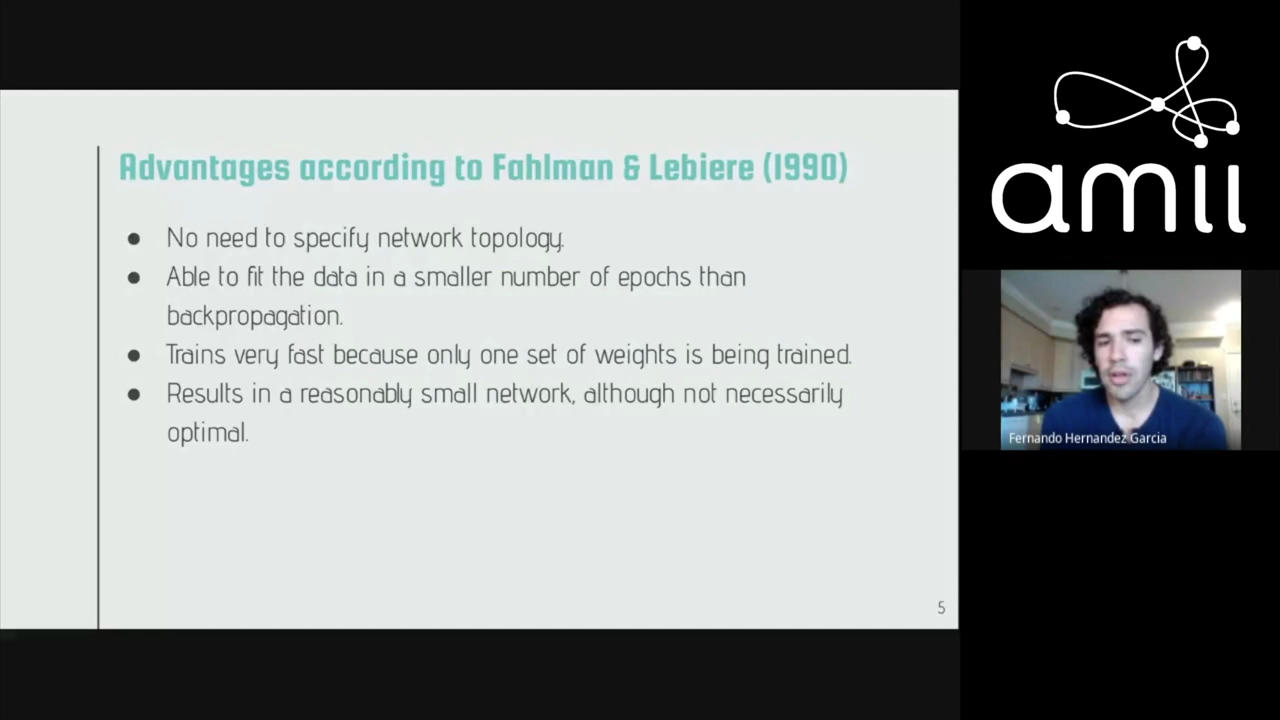 Advantages according to Fahlman & Lebiere (1990)
● No need to specify network topology.
● Able to fit the data in a smaller number of epochs than
backpropagation.
● Trains very fast because only one set of weights is being trained.
● Results in a reasonably small network, although not necessarily
optimal.
5
amii
Fernando Hernandez Garcia